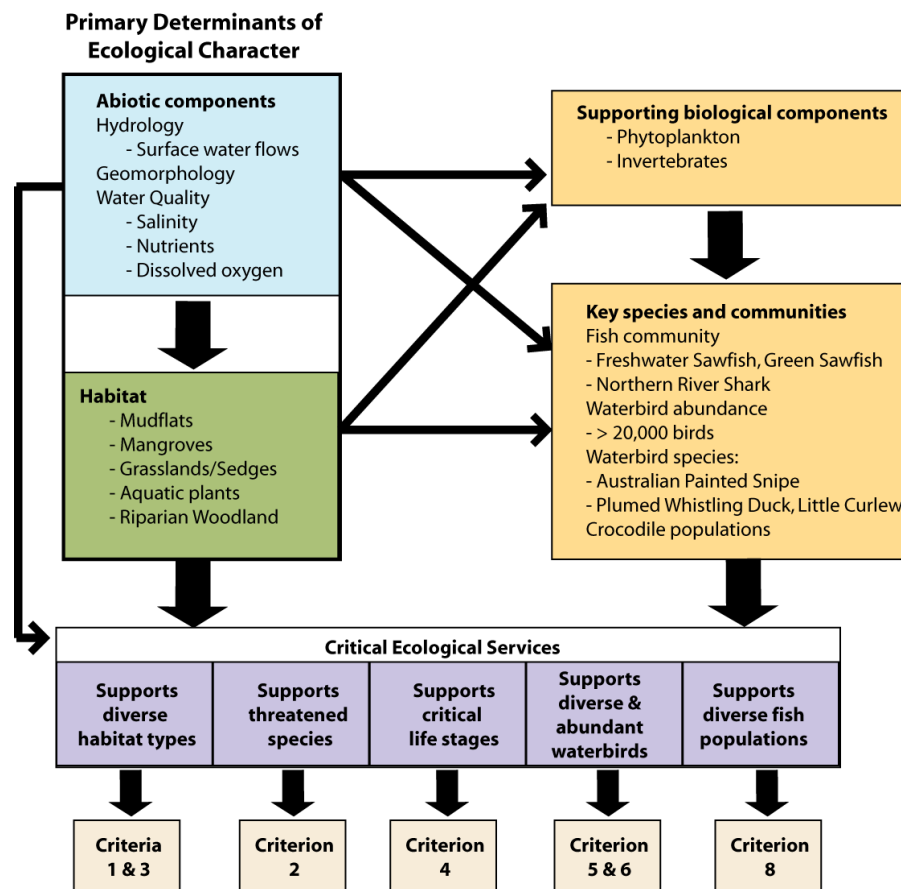 Primary Determinants of
Ecological Character
Abiotic components
Hydrology
- Surface water flows
Geomorphology
Water Quality
- Salinity
- Nutrients
- Dissolved oxygen
Habitat
- Mudflats
- Mangroves
- Grasslands/Sedges
- Aquatic plants
- Riparian Woodland
Supporting biological components
- Phytoplankton
- Invertebrates
Key species and communities
Fish community
- Freshwater Sawfish, Green Sawfish
- Northern River Shark
Waterbird abundance
- > 20,000 birds
Waterbird species:
- Australian Painted Snipe
- Plumed Whistling Duck, Little Curlew
Crocodile populations
Critical Ecological Services
Supports
diverse
habitat types
Supports
threatened
species
Supports
critical
life stages
Supports
diverse &
abundant
waterbirds
Supports
diverse fish
populations
Criteria
1 & 3
Criterion
2
Criterion
4
Criterion
5 & 6
Criterion
8